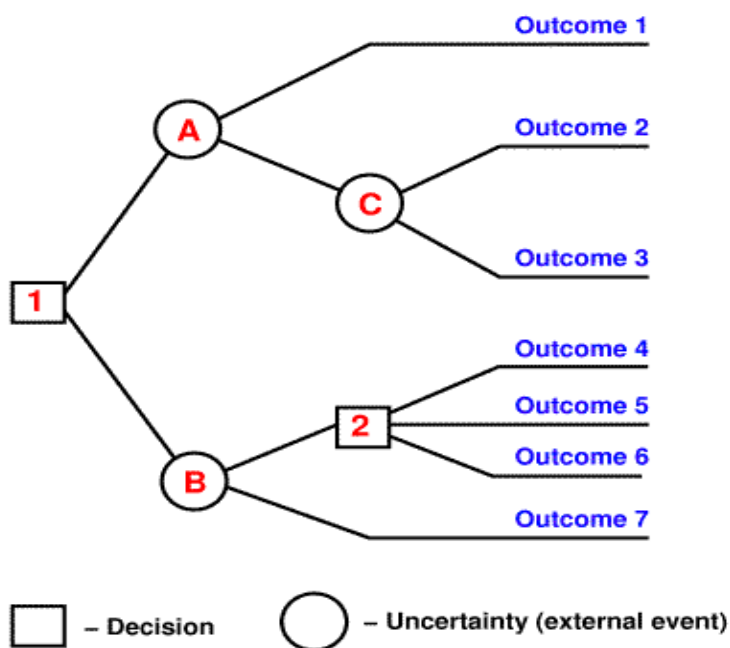 Outcome 1
A
Outcome 2
C
Outcome 3
1
Outcome 4
Outcome 5
2
Outcome 6
B
Outcome 7
– Decision
– Uncertainty (external event)